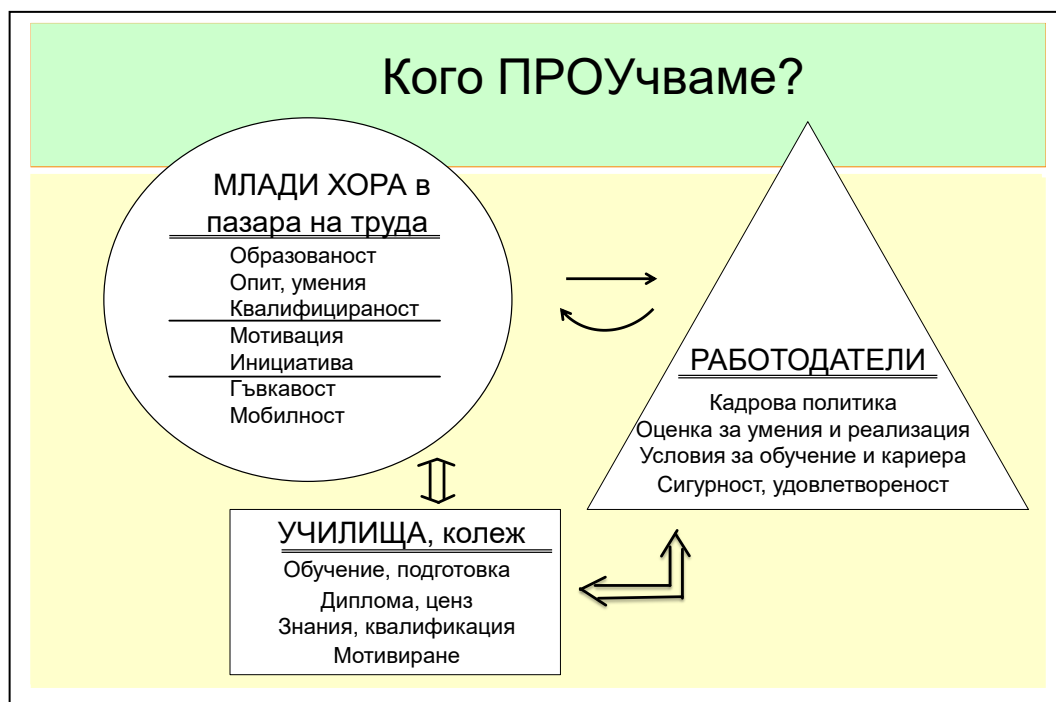 Кого ПРОУчваме?
МЛАДИ ХОРА в
пазара на труда
Образованост
Опит, умения
Квалифицираност
Мотивация
Инициатива
Гъвкавост
Мобилност
РАБОТОДАТЕЛИ
Кадрова политика
Оценка за умения и реализация
Условия за обучение и кариера
Сигурност, удовлетвореност
УЧИЛИЩА, колеж
Обучение, подготовка
Диплома, ценз
Знания, квалификация
Мотивиране